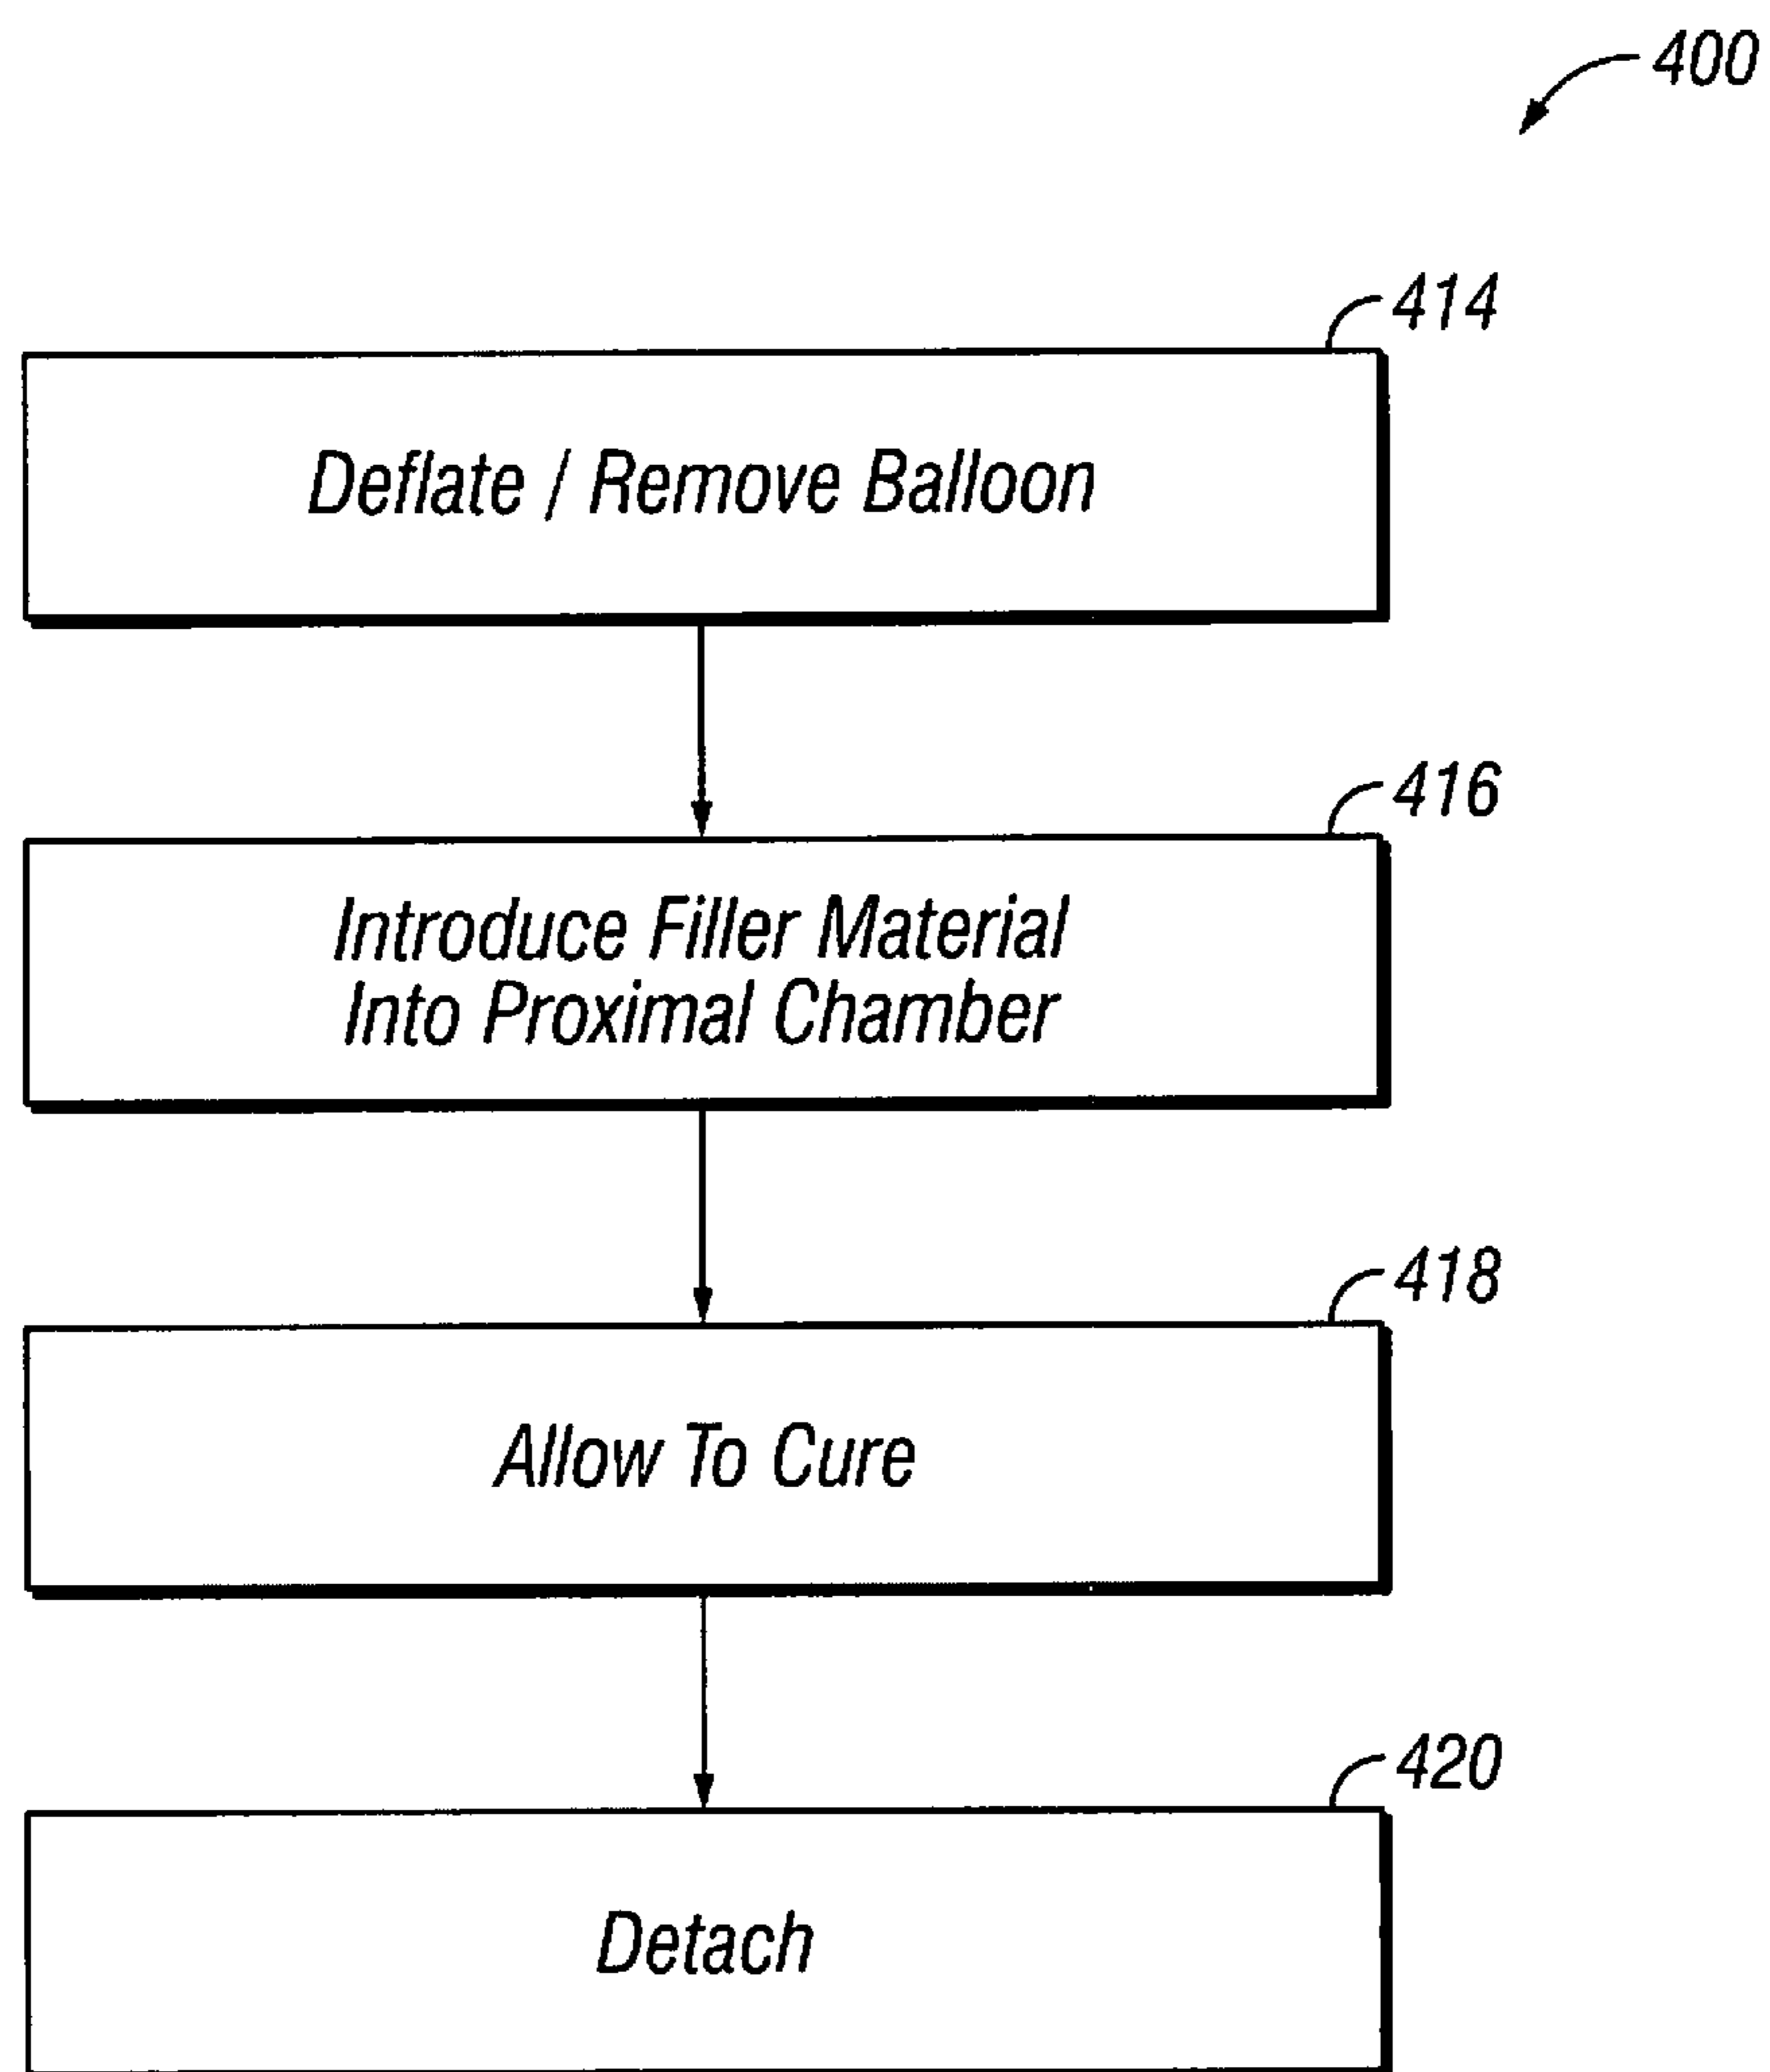 400
414
Deflate / Remove Balloon
416
Introduce Filler Material
Into Proximal Chamber
418
Allow To Cure
420
Detach